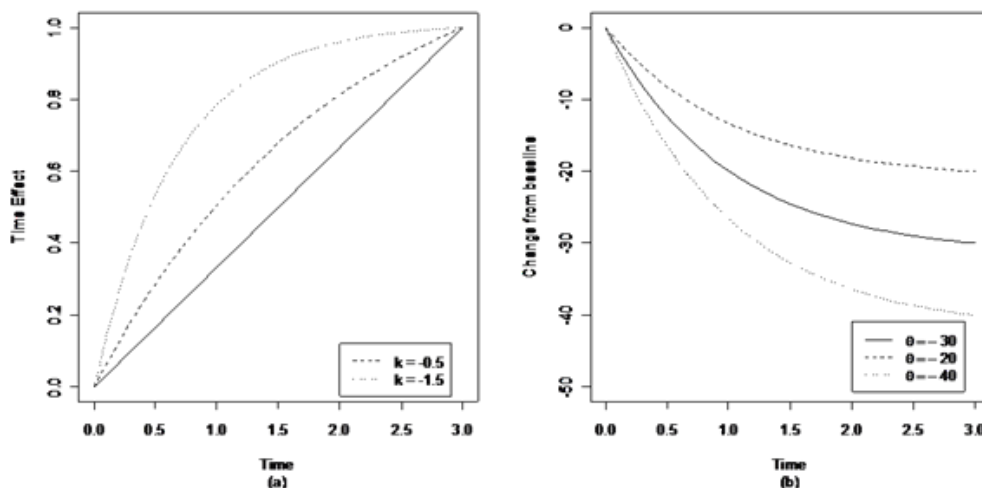 1.0
0.8
0.6
0.4
0.2
0.0
Time Effect
k = -0.5
k = -1.5
0.0 0.5 1.0 1.5 2.0 2.5 3.0
Time
(a)
0
-10
-20
-30
-40
-50
Change from baseline
θ = - 30
θ = - 20
θ = - 40
0.0 0.5 1.0 1.5 2.0 2.5 3.0
Time
(b)